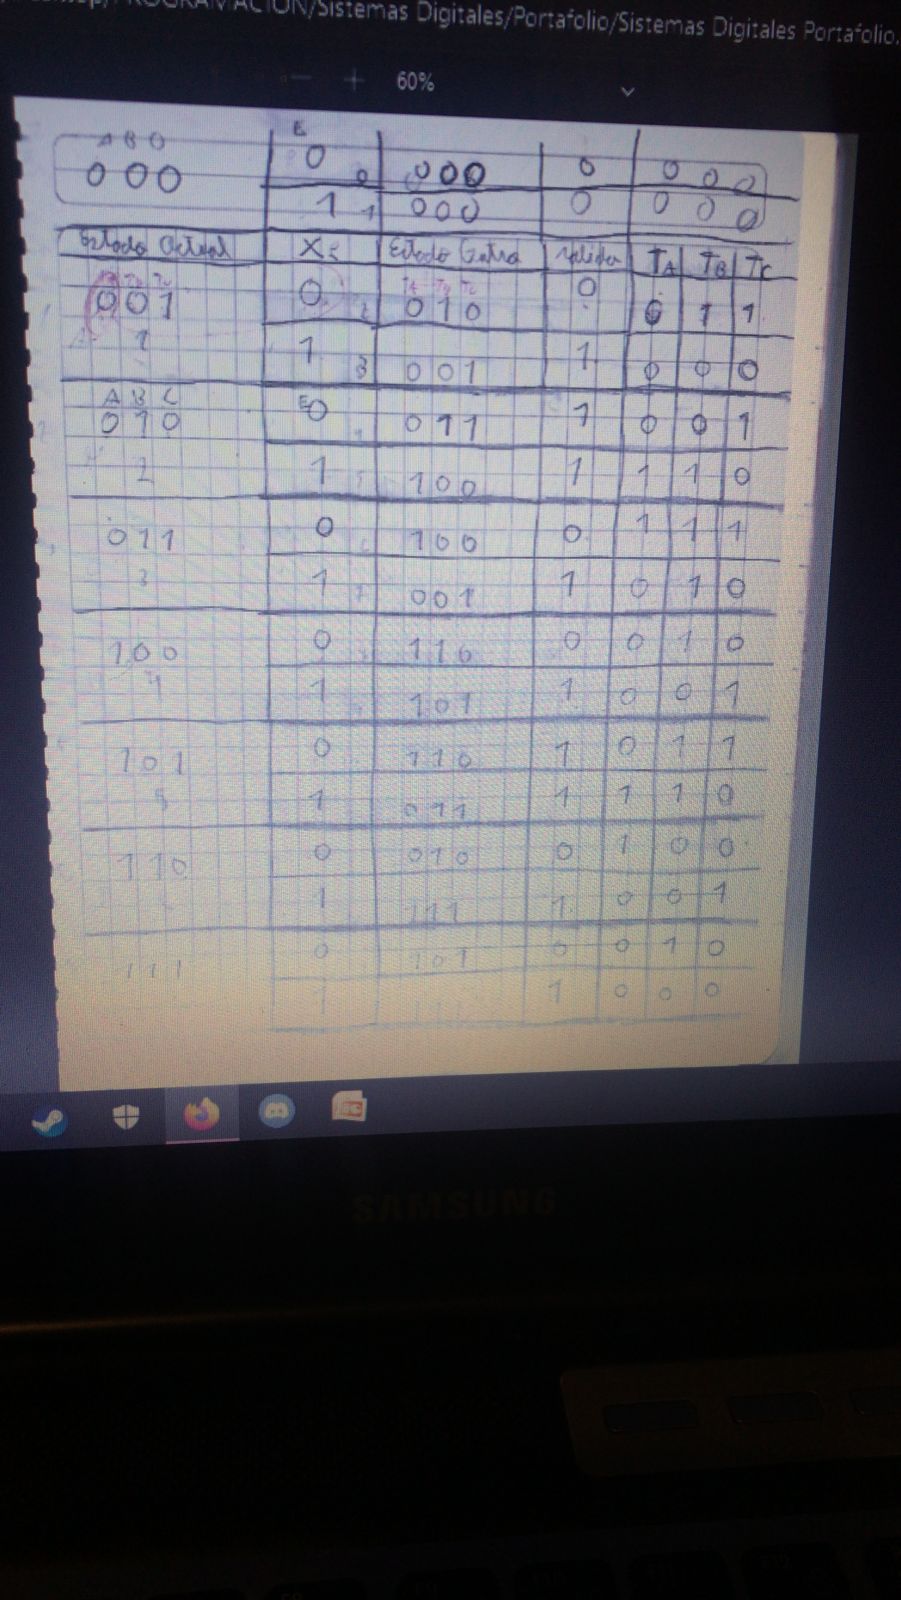 /PROGRAMACION/Sistemas Digitales/Portafolio/Sistemas Digitales Portafolio.
− + 60%
A B E
0 0 0 0 0 0 0 0 0 0 0 0
1 1 0 0 0 0 0 0 0
Estado Actual X Estado TA TB TC
0 0 1 0 0 1 0 0 0 1 1
1 1 3 0 0 1 1 0 0 0
A B C
0 1 0 0 0 1 1 1 0 0 1
2 1 1 0 0 1 1 1 0
0 1 1 0 1 0 0 0 1 1 1
3 1 0 0 1 1 0 1 0
1 0 0 0 1 1 0 0 0 1 0
4 1 1 0 1 1 0 0 1
1 0 1 0 1 1 0 1 0 1 1
5 1 0 1 1 1 1 1 0
1 1 0 0 0 1 0 0 1 0 0
1 1 1 1 1 0 0 1
1 1 1 0 1 0 1 0 0 1 0
1 1 0 0 0
SAMSUNG